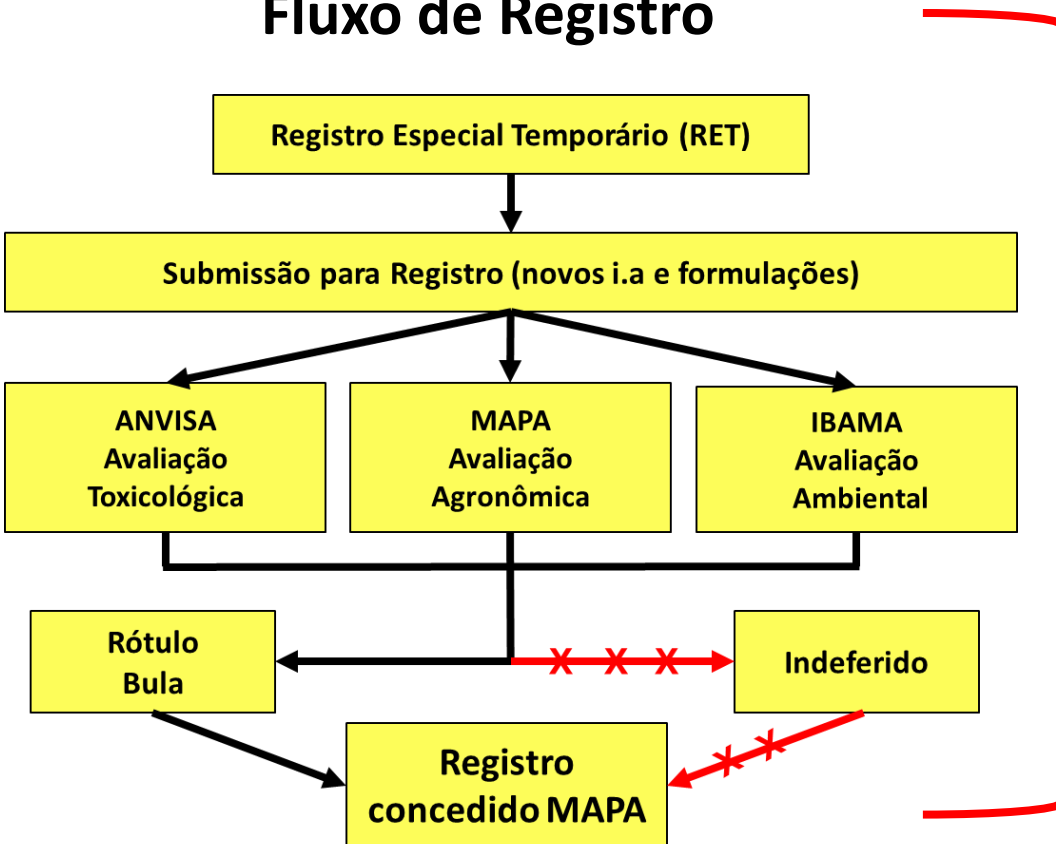 Fluxo de Registro
Registro Especial Temporário (RET)
Submissão para Registro (novos i.a e formulações)
ANVISA
Avaliação
Toxicológica
MAPA
Avaliação
Agronômica
IBAMA
Avaliação
Ambiental
Rótulo
Bula
X X X
Indeferido
X X
Registro
concedido MAPA